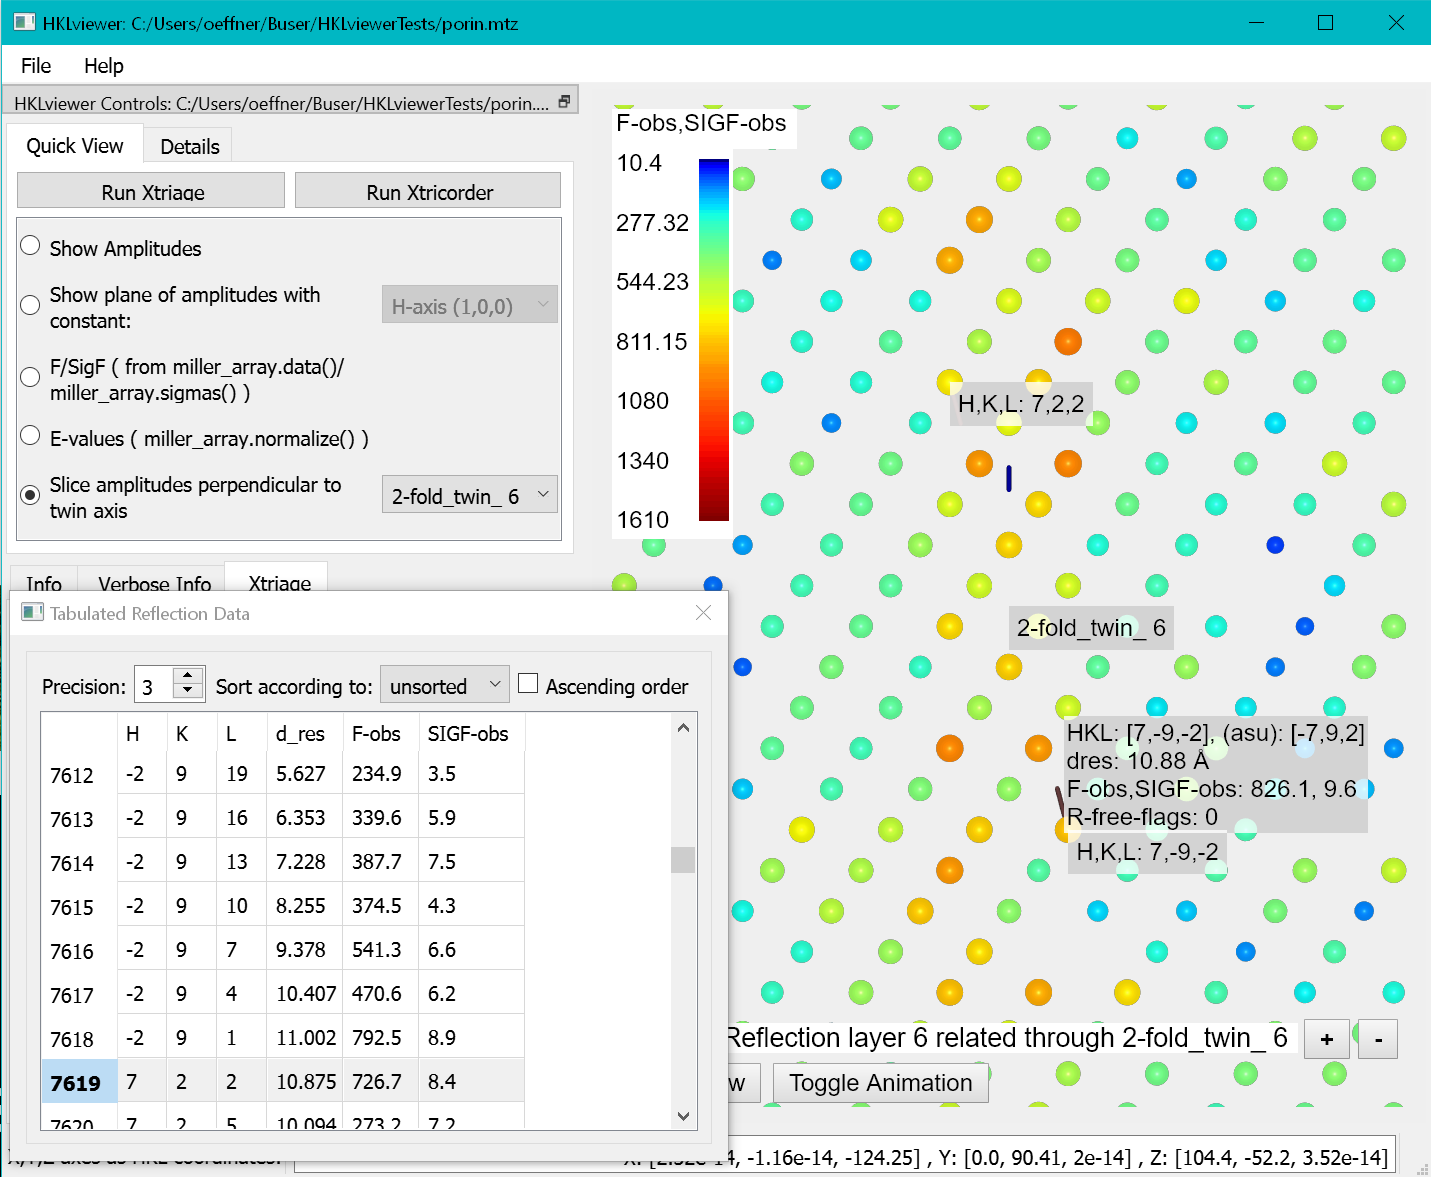 HKLviewer: C:/Users/oeffner/Buser/HKLviewerTests/porin.mtz
File Help
HKLviewer Controls: C:/Users/oeffner/Buser/HKLviewerTests/porin....
Quick View Details
Run Xtriage Run Xtricorder
Show Amplitudes
Show plane of amplitudes with
constant:
H-axis (1,0,0)
F/SigF ( from miller_array.data()/
miller_array.sigmas() )
E-values ( miller_array.normalize() )
Slice amplitudes perpendicular to
twin axis
2-fold_twin_ 6
Info Verbose Info Xtriage
F-obs,SIGF-obs
10.4
277.32
544.23
811.15
1080
1340
1610
H,K,L: 7,2,2
2-fold_twin_ 6
HKL: [7,-9,-2], (asu): [-7,9,2]
dres: 10.88 Å
F-obs,SIGF-obs: 826.1, 9.6
R-free-flags: 0
H,K,L: 7,-9,-2
Reflection layer 6 related through 2-fold_twin_ 6 + -
w Toggle Animation
Tabulated Reflection Data
Precision: 3 Sort according to: unsorted Ascending order
H K L d_res F-obs SIGF-obs
7612 -2 9 19 5.627 234.9 3.5
7613 -2 9 16 6.353 339.6 5.9
7614 -2 9 13 7.228 387.7 7.5
7615 -2 9 10 8.255 374.5 4.3
7616 -2 9 7 9.378 541.3 6.6
7617 -2 9 4 10.407 470.6 6.2
7618 -2 9 1 11.002 792.5 8.9
7619 7 2 2 10.875 726.7 8.4
7620 7 2 5 10.094 273.2 7.2
X,Y,Z axes as HKL coordinates: X: [2.32e-14, -1.16e-14, -124.25] , Y: [0.0, 90.41, 2e-14] , Z: [104.4, -52.2, 3.52e-14]